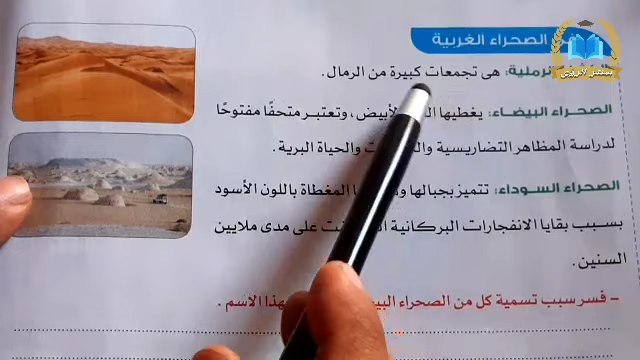 الصحراء الغربية
الرملية: هى تجمعات كبيرة من الرمال.
الصحراء البيضاء: يغطيها الأبيض، وتعتبر متحفًا مفتوحًا
لدراسة المظاهر التضاريسية والحياة البرية.
الصحراء السوداء: تتميز بجبالها المغطاة باللون الأسود
بسبب بقايا الانفجارات البركانية على مدى ملايين
السنين.
- فسر سبب تسمية كل من الصحراء بهذا الاسم.